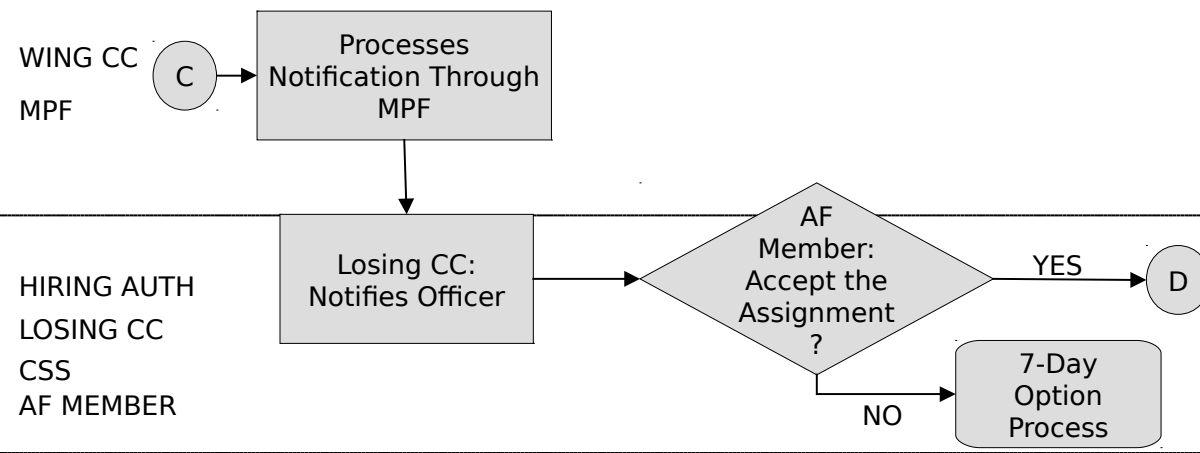 WING CC
MPF
C
Processes
Notification Through
MPF
HIRING AUTH
LOSING CC
CSS
AF MEMBER
Losing CC:
Notifies Officer
AF
Member:
Accept the
Assignment
?
YES
D
NO
7-Day
Option
Process